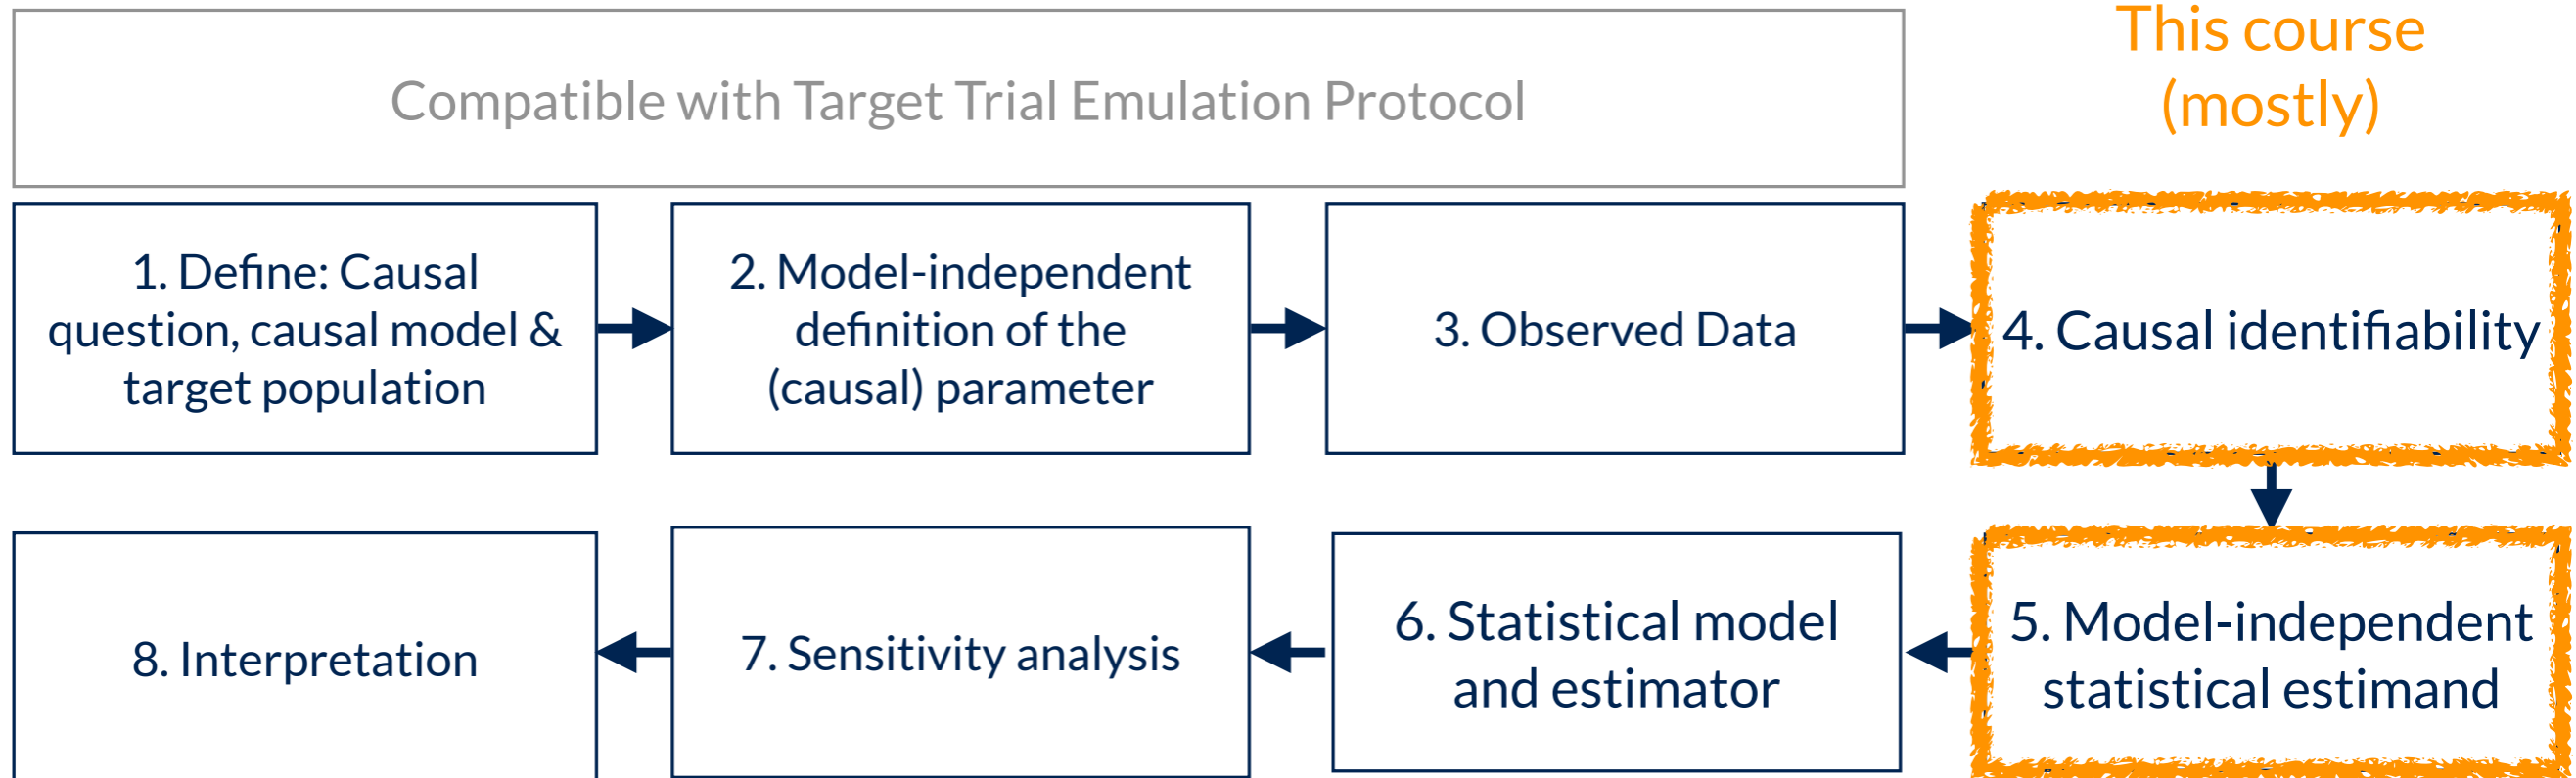 This course
(mostly)
Compatible with Target Trial Emulation Protocol
1. Define: Causal
question, causal model &
target population
2. Model-independent
definition of the
(causal) parameter
3. Observed Data
4. Causal identifiability
5. Model-independent
statistical estimand
6. Statistical model
and estimator
7. Sensitivity analysis
8. Interpretation